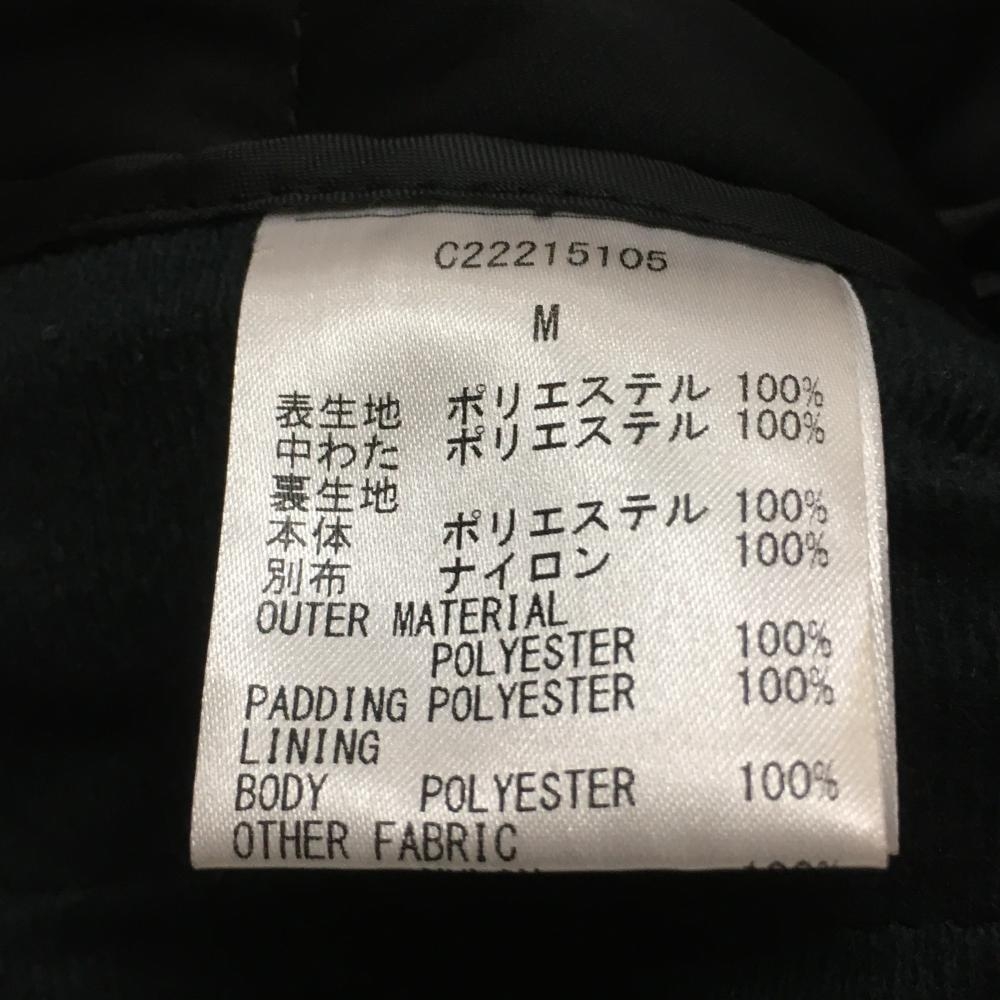 C22215105
M
表生地 ポリエステル 100%
中わた ポリエステル 100%
裏生地
本体 ポリエステル 100%
別布 ナイロン 100%
OUTER MATERIAL
POLYESTER 100%
PADDING POLYESTER 100%
LINING
BODY POLYESTER 100%
OTHER FABRIC
100%